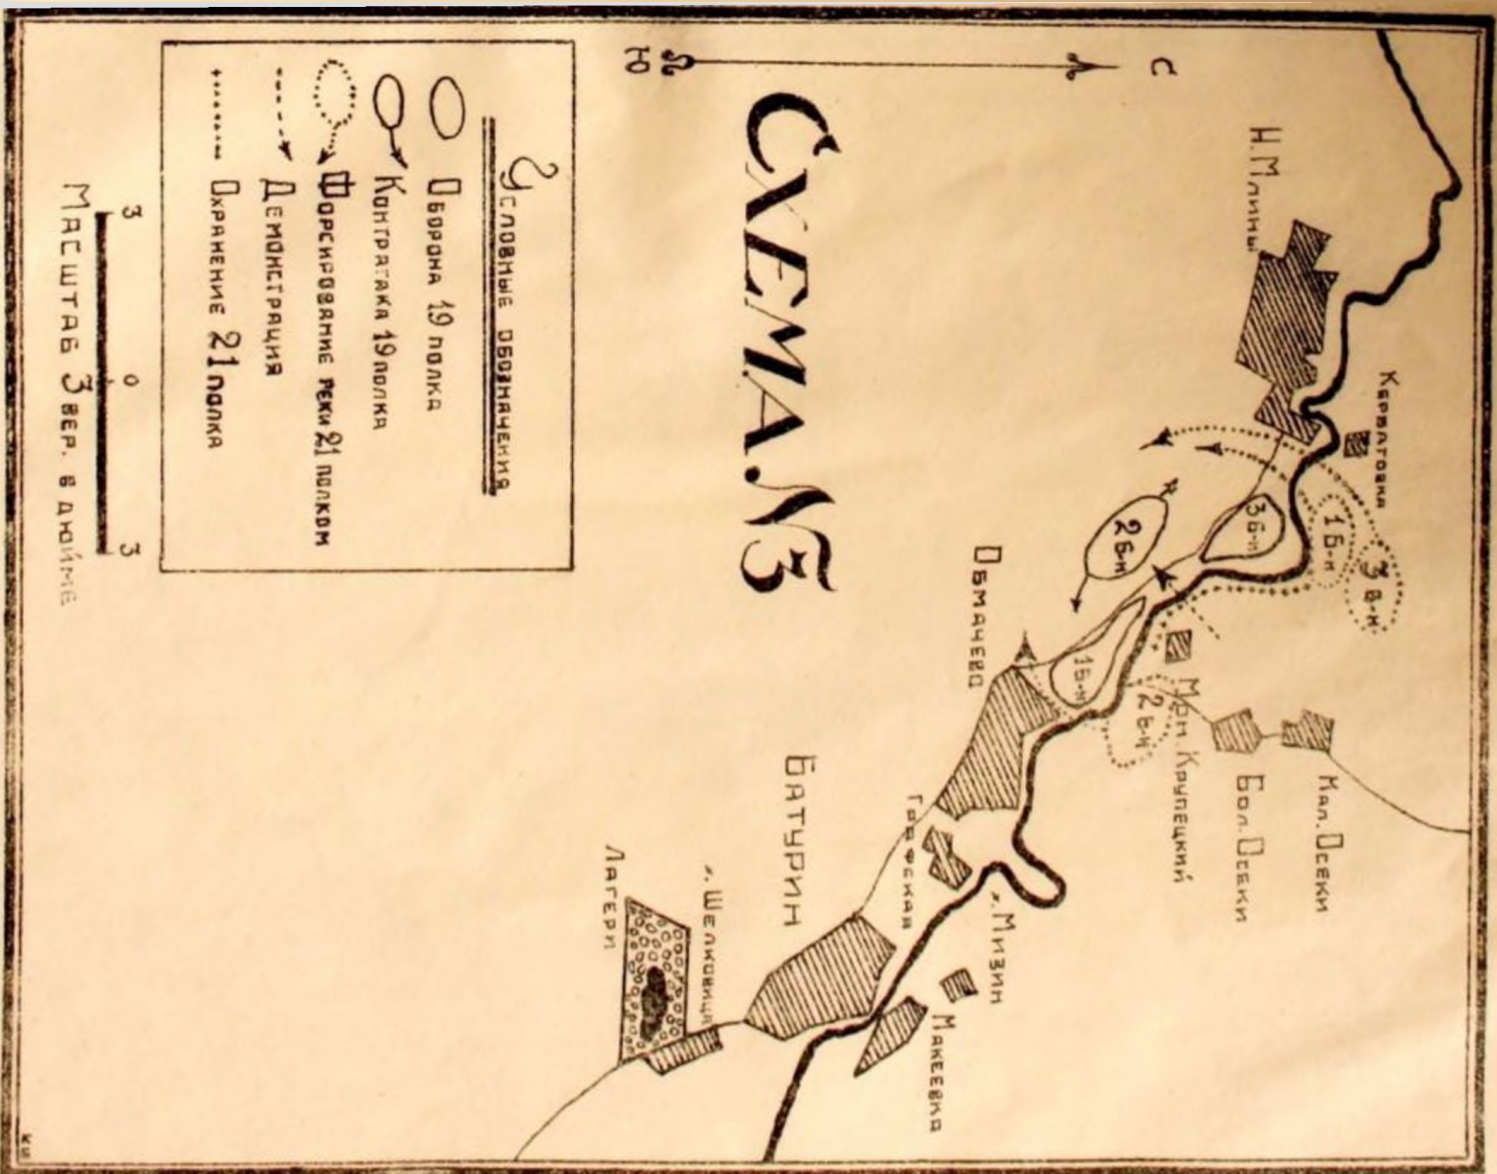 С
Ю
СХЕМА №3
Условные обозначения
Оборона 19 полка
Контратака 19 полка
Форсирование реки 21 полком
Демонстрация
Охранение 21 полка
3 0 3
Масштаб 3 вер. в дюйме
Н. Млины
Керватовка
1 Б-н
3 Б-н
3 Б-н
2 Б-н
1 Б-н
2 Б-н
Обмачево
Мон. Крупецкий
Бол. Осеки
Мал. Осеки
Батурин
х. Мизин
Макеевка
х. Шелковица
Лагери